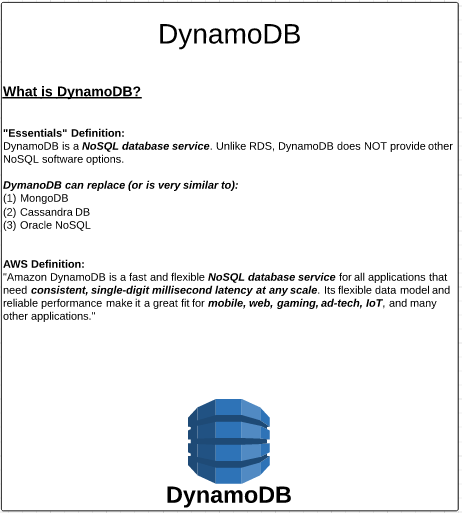 DynamoDB
What is DynamoDB?
"Essentials" Definition:
DynamoDB is a NoSQL database service. Unlike RDS, DynamoDB does NOT provide other
NoSQL software options.
DymanoDB can replace (or is very similar to):
(1) MongoDB
(2) Cassandra DB
(3) Oracle NoSQL
AWS Definition:
"Amazon DynamoDB is a fast and flexible NoSQL database service for all applications that
need consistent, single-digit millisecond latency at any scale. Its flexible data model and
reliable performance make it a great fit for mobile, web, gaming, ad-tech, IoT, and many
other applications."
DynamoDB